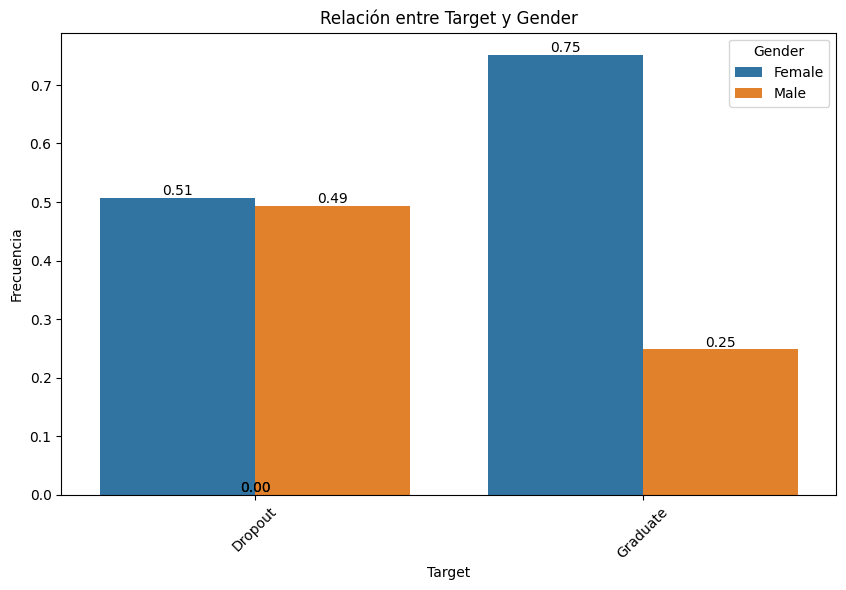 Relación entre Target y Gender
0.75
Gender
Female
Male
0.7
0.6
0.51
0.49
0.5
0.4
Frecuencia
0.3
0.25
0.2
0.1
0.00
0.0
Dropout
Graduate
Target